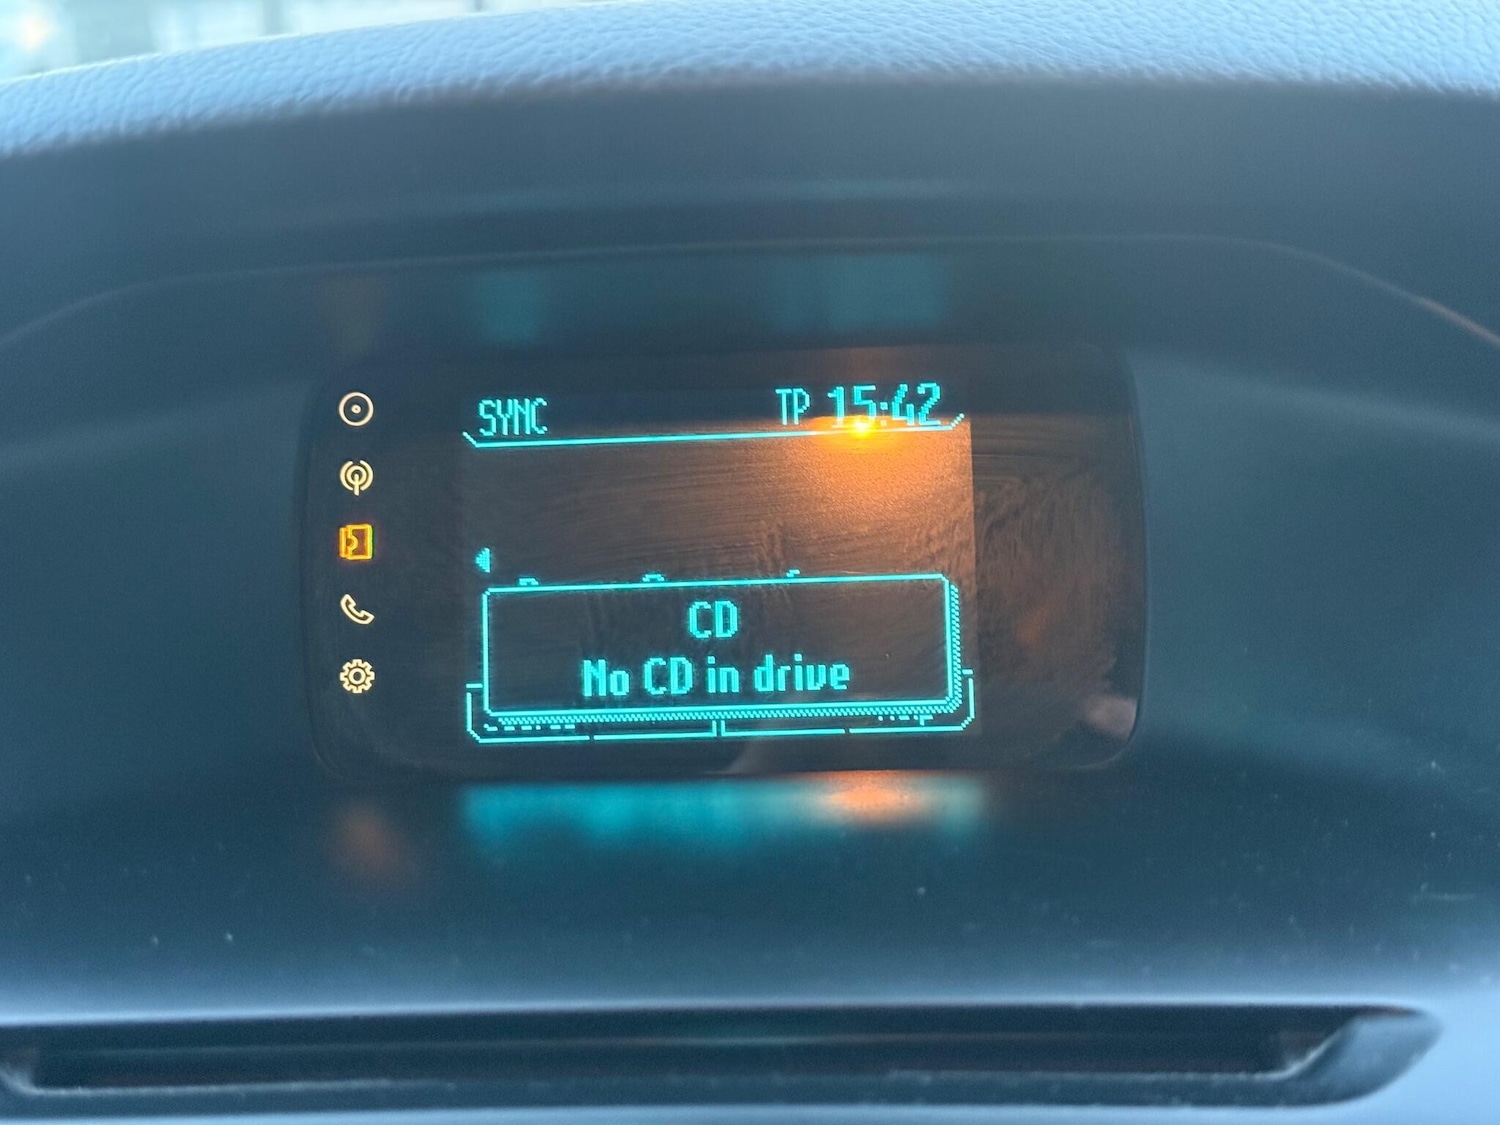 SYNC TP 15:42
CD
No CD in drive